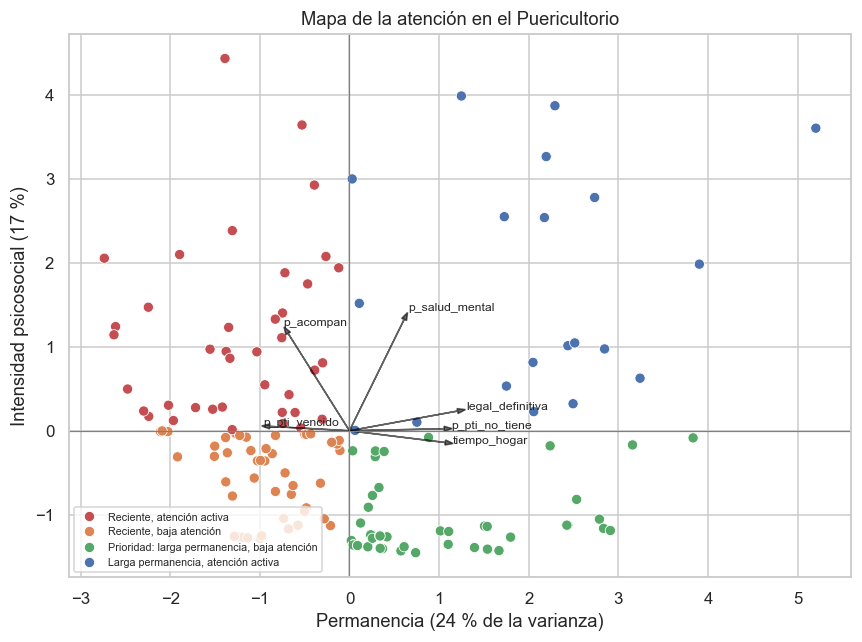 Mapa de la atención en el Puericultorio
Intensidad psicosocial (17 %)
4
3
2
1
0
−1
p_salud_mental
p_acompan
legal_definitiva
p_pti_vencido
p_pti_no_tiene
tiempo_hogar
Reciente, atención activa
Reciente, baja atención
Prioridad: larga permanencia, baja atención
Larga permanencia, atención activa
−3
−2
−1
0
1
2
3
4
5
Permanencia (24 % de la varianza)